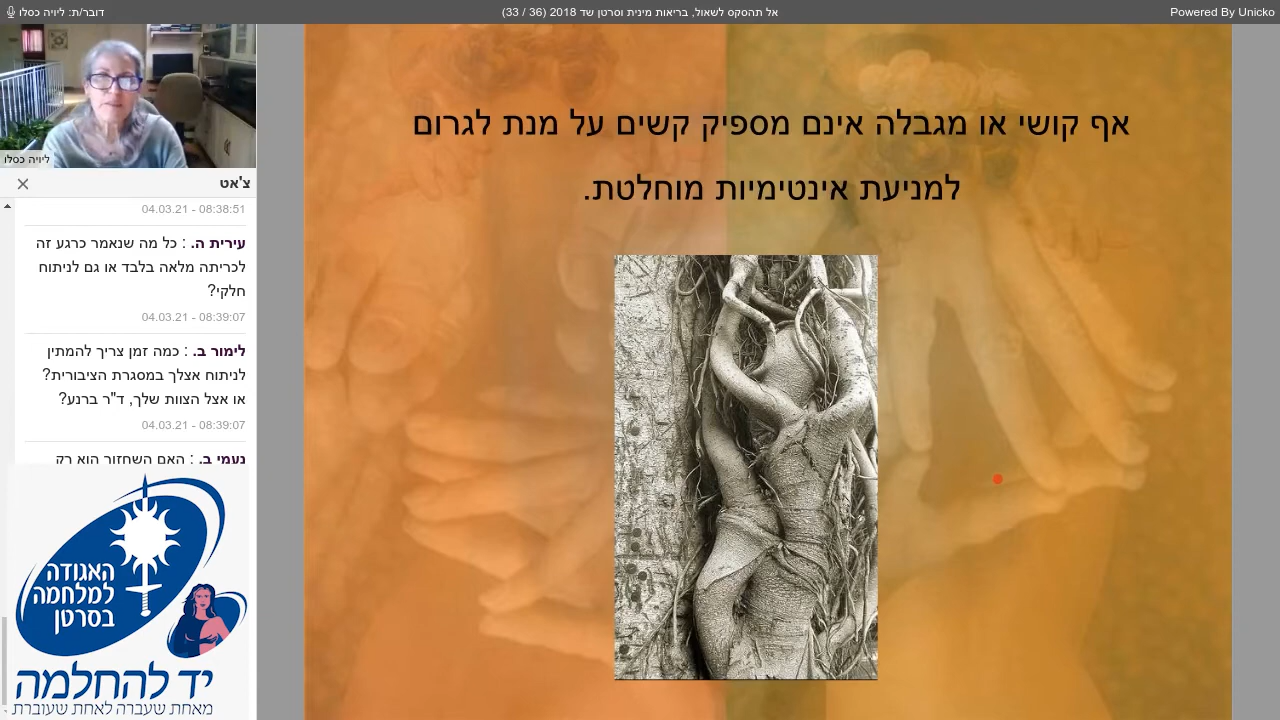 דובר/ת: ליויה כסלו
אל תהסקס לשאול, בריאות מינית וסרטן שד 2018 (36 / 33)
Powered By Unicko
ליויה כסלו
צ'אט
04.03.21 - 08:38:51
עירית ה. : כל מה שנאמר כרגע זה
לכריתה מלאה בלבד או גם לניתוח
חלקי?
04.03.21 - 08:39:07
לימור ב. : כמה זמן צריך להמתין
לניתוח אצלך במסגרת הציבורית?
או אצל הצוות שלך, ד"ר ברנע?
04.03.21 - 08:39:07
נעמי ב. : האם השחזור הוא רק
האגודה
למלחמה
בסרטן
יד להחלמה
מאחת שעברה לאחת שעוברת
אף קושי או מגבלה אינם מספיק קשים על מנת לגרום
למניעת אינטימיות מוחלטת.